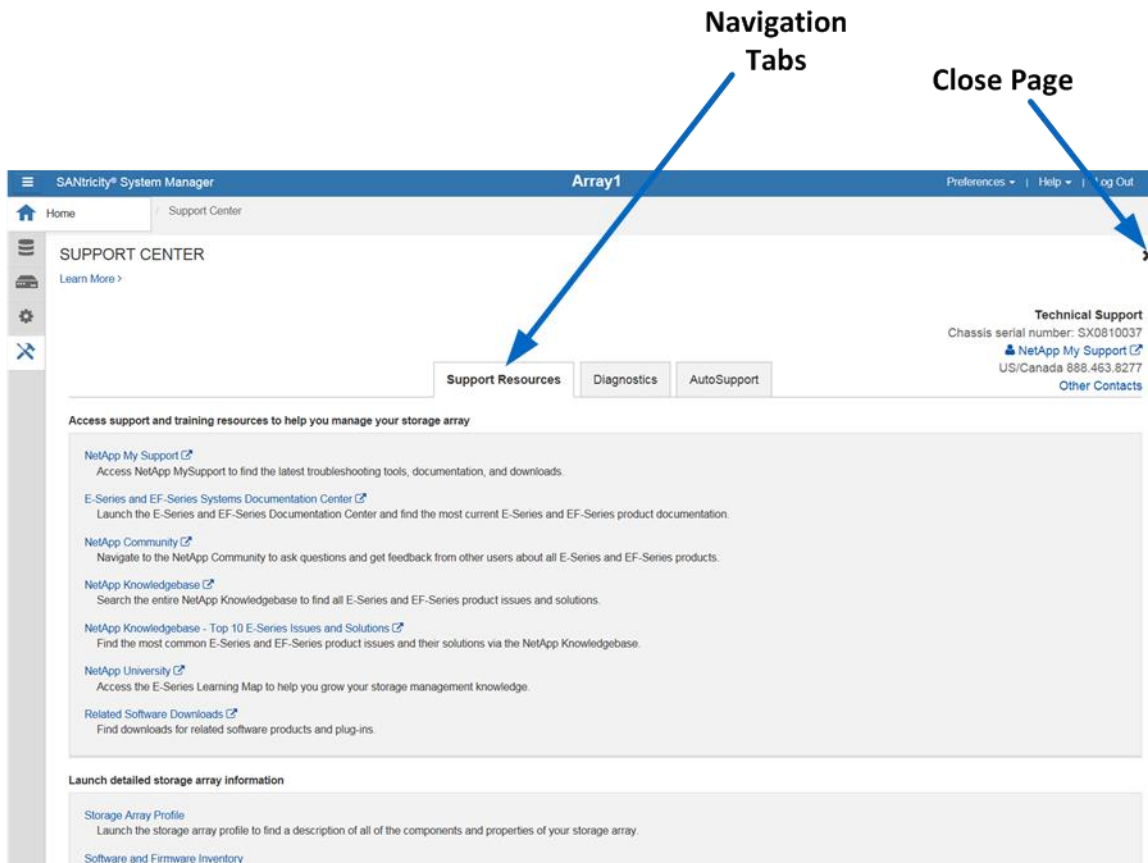 Navigation
Tabs
Close Page
SANtricity® System Manager
Array1
Preferences | Help | Log Out
Home / Support Center
SUPPORT CENTER
Learn More >
Technical Support
Chassis serial number: SX0810037
NetApp My Support
US/Canada 888.463.8277
Other Contacts
Support Resources
Diagnostics
AutoSupport
Access support and training resources to help you manage your storage array
NetApp My Support
Access NetApp MySupport to find the latest troubleshooting tools, documentation, and downloads.
E-Series and EF-Series Systems Documentation Center
Launch the E-Series and EF-Series Documentation Center and find the most current E-Series and EF-Series product documentation.
NetApp Community
Navigate to the NetApp Community to ask questions and get feedback from other users about all E-Series and EF-Series products.
NetApp Knowledgebase
Search the entire NetApp Knowledgebase to find all E-Series and EF-Series product issues and solutions.
NetApp Knowledgebase - Top 10 E-Series Issues and Solutions
Find the most common E-Series and EF-Series product issues and their solutions via the NetApp Knowledgebase.
NetApp University
Access the E-Series Learning Map to help you grow your storage management knowledge.
Related Software Downloads
Find downloads for related software products and plug-ins.
Launch detailed storage array information
Storage Array Profile
Launch the storage array profile to find a description of all of the components and properties of your storage array.
Software and Firmware Inventory